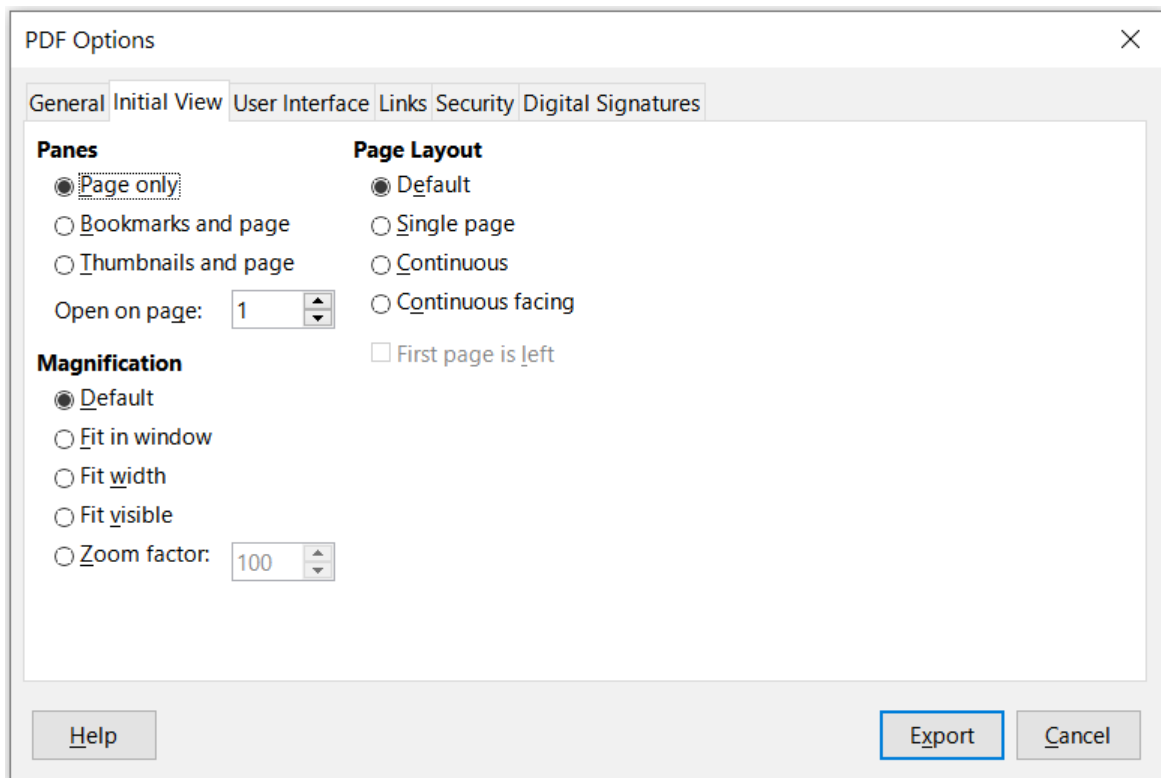 PDF Options
General Initial View User Interface Links Security Digital Signatures
Panes
Page only
Bookmarks and page
Thumbnails and page
Open on page: 1
Magnification
Default
Fit in window
Fit width
Fit visible
Zoom factor: 100
Page Layout
Default
Single page
Continuous
Continuous facing
First page is left
Help Export Cancel